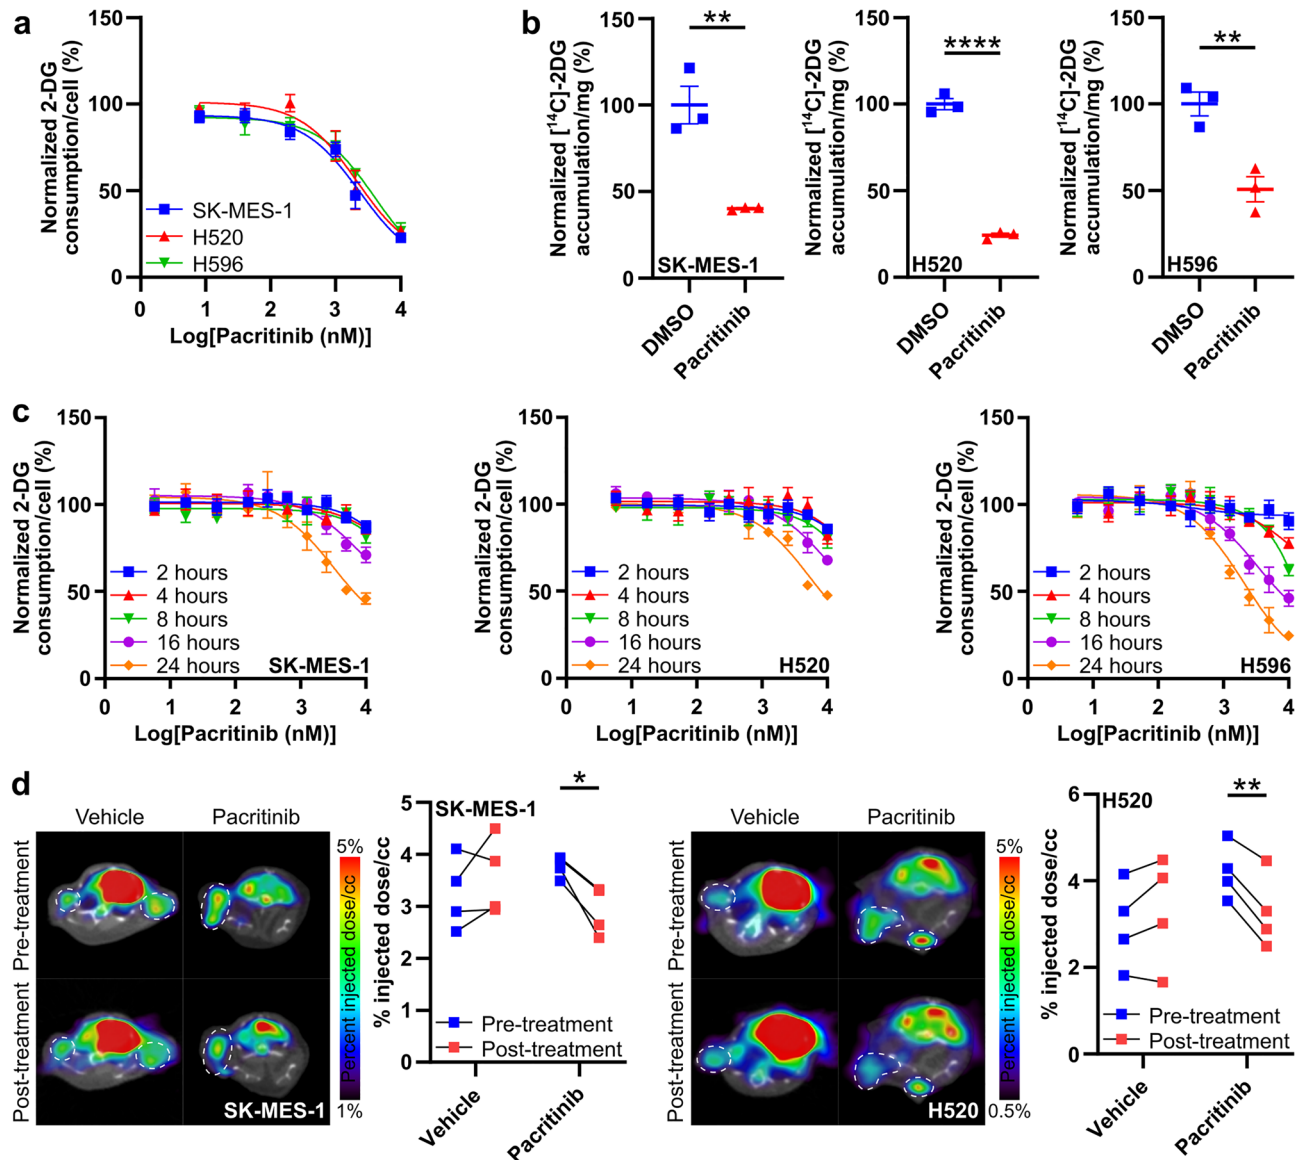 a
Normalized 2-DG
consumption/cell (%)
150
100
50
0
SK-MES-1
H520
H596
0 1 2 3 4
Log[Pacritinib (nM)]
b
Normalized [¹⁴C]-2DG
accumulation/mg (%)
150
100
50
0
**
SK-MES-1
DMSO
Pacritinib
Normalized [¹⁴C]-2DG
accumulation/mg (%)
150
100
50
0
****
H520
DMSO
Pacritinib
Normalized [¹⁴C]-2DG
accumulation/mg (%)
150
100
50
0
**
H596
DMSO
Pacritinib
c
Normalized 2-DG
consumption/cell (%)
150
100
50
0
2 hours
4 hours
8 hours
16 hours
24 hours
SK-MES-1
0 1 2 3 4
Log[Pacritinib (nM)]
Normalized 2-DG
consumption/cell (%)
150
100
50
0
2 hours
4 hours
8 hours
16 hours
24 hours
H520
0 1 2 3 4
Log[Pacritinib (nM)]
Normalized 2-DG
consumption/cell (%)
150
100
50
0
2 hours
4 hours
8 hours
16 hours
24 hours
H596
0 1 2 3 4
Log[Pacritinib (nM)]
d
Vehicle Pacritinib
Pre-treatment
Post-treatment
SK-MES-1
5%
Percent injected dose/cc
1%
% injected dose/cc
5
4
3
2
1
0
SK-MES-1
*
Pre-treatment
Post-treatment
Vehicle
Pacritinib
Vehicle Pacritinib
Pre-treatment
Post-treatment
H520
5%
Percent injected dose/cc
0.5%
% injected dose/cc
6
4
2
0
H520
**
Pre-treatment
Post-treatment
Vehicle
Pacritinib